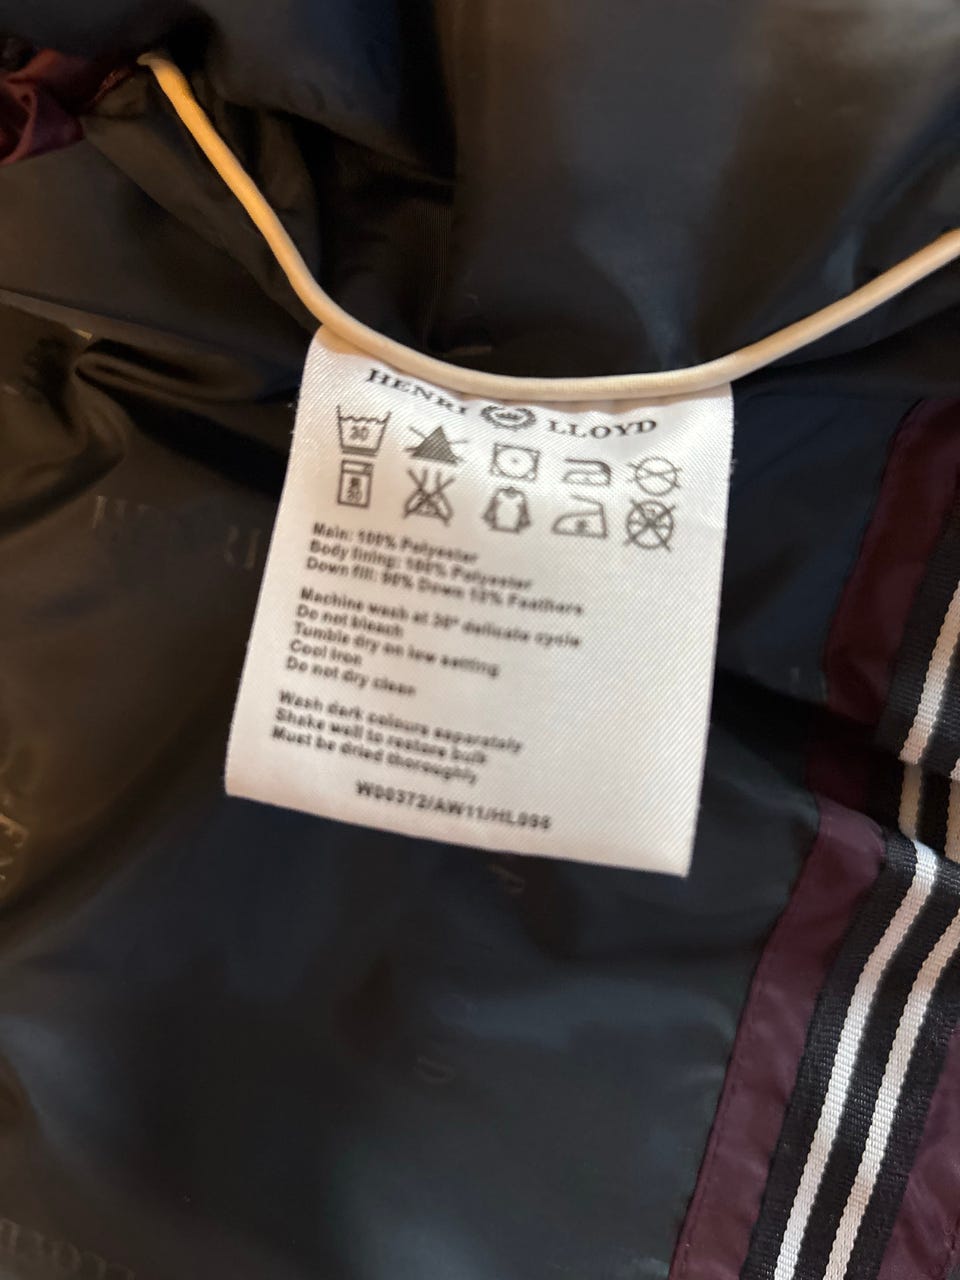 HENRI LLOYD
30
Main: 100% Polyester
Body lining: 100% Polyester
Down fill: 90% Down 10% Feathers
Machine wash at 30° delicate cycle
Do not bleach
Tumble dry on low setting
Cool Iron
Do not dry clean
Wash dark colours separately
Shake well to restore bulk
Must be dried thoroughly
W00372/AW11/HL095